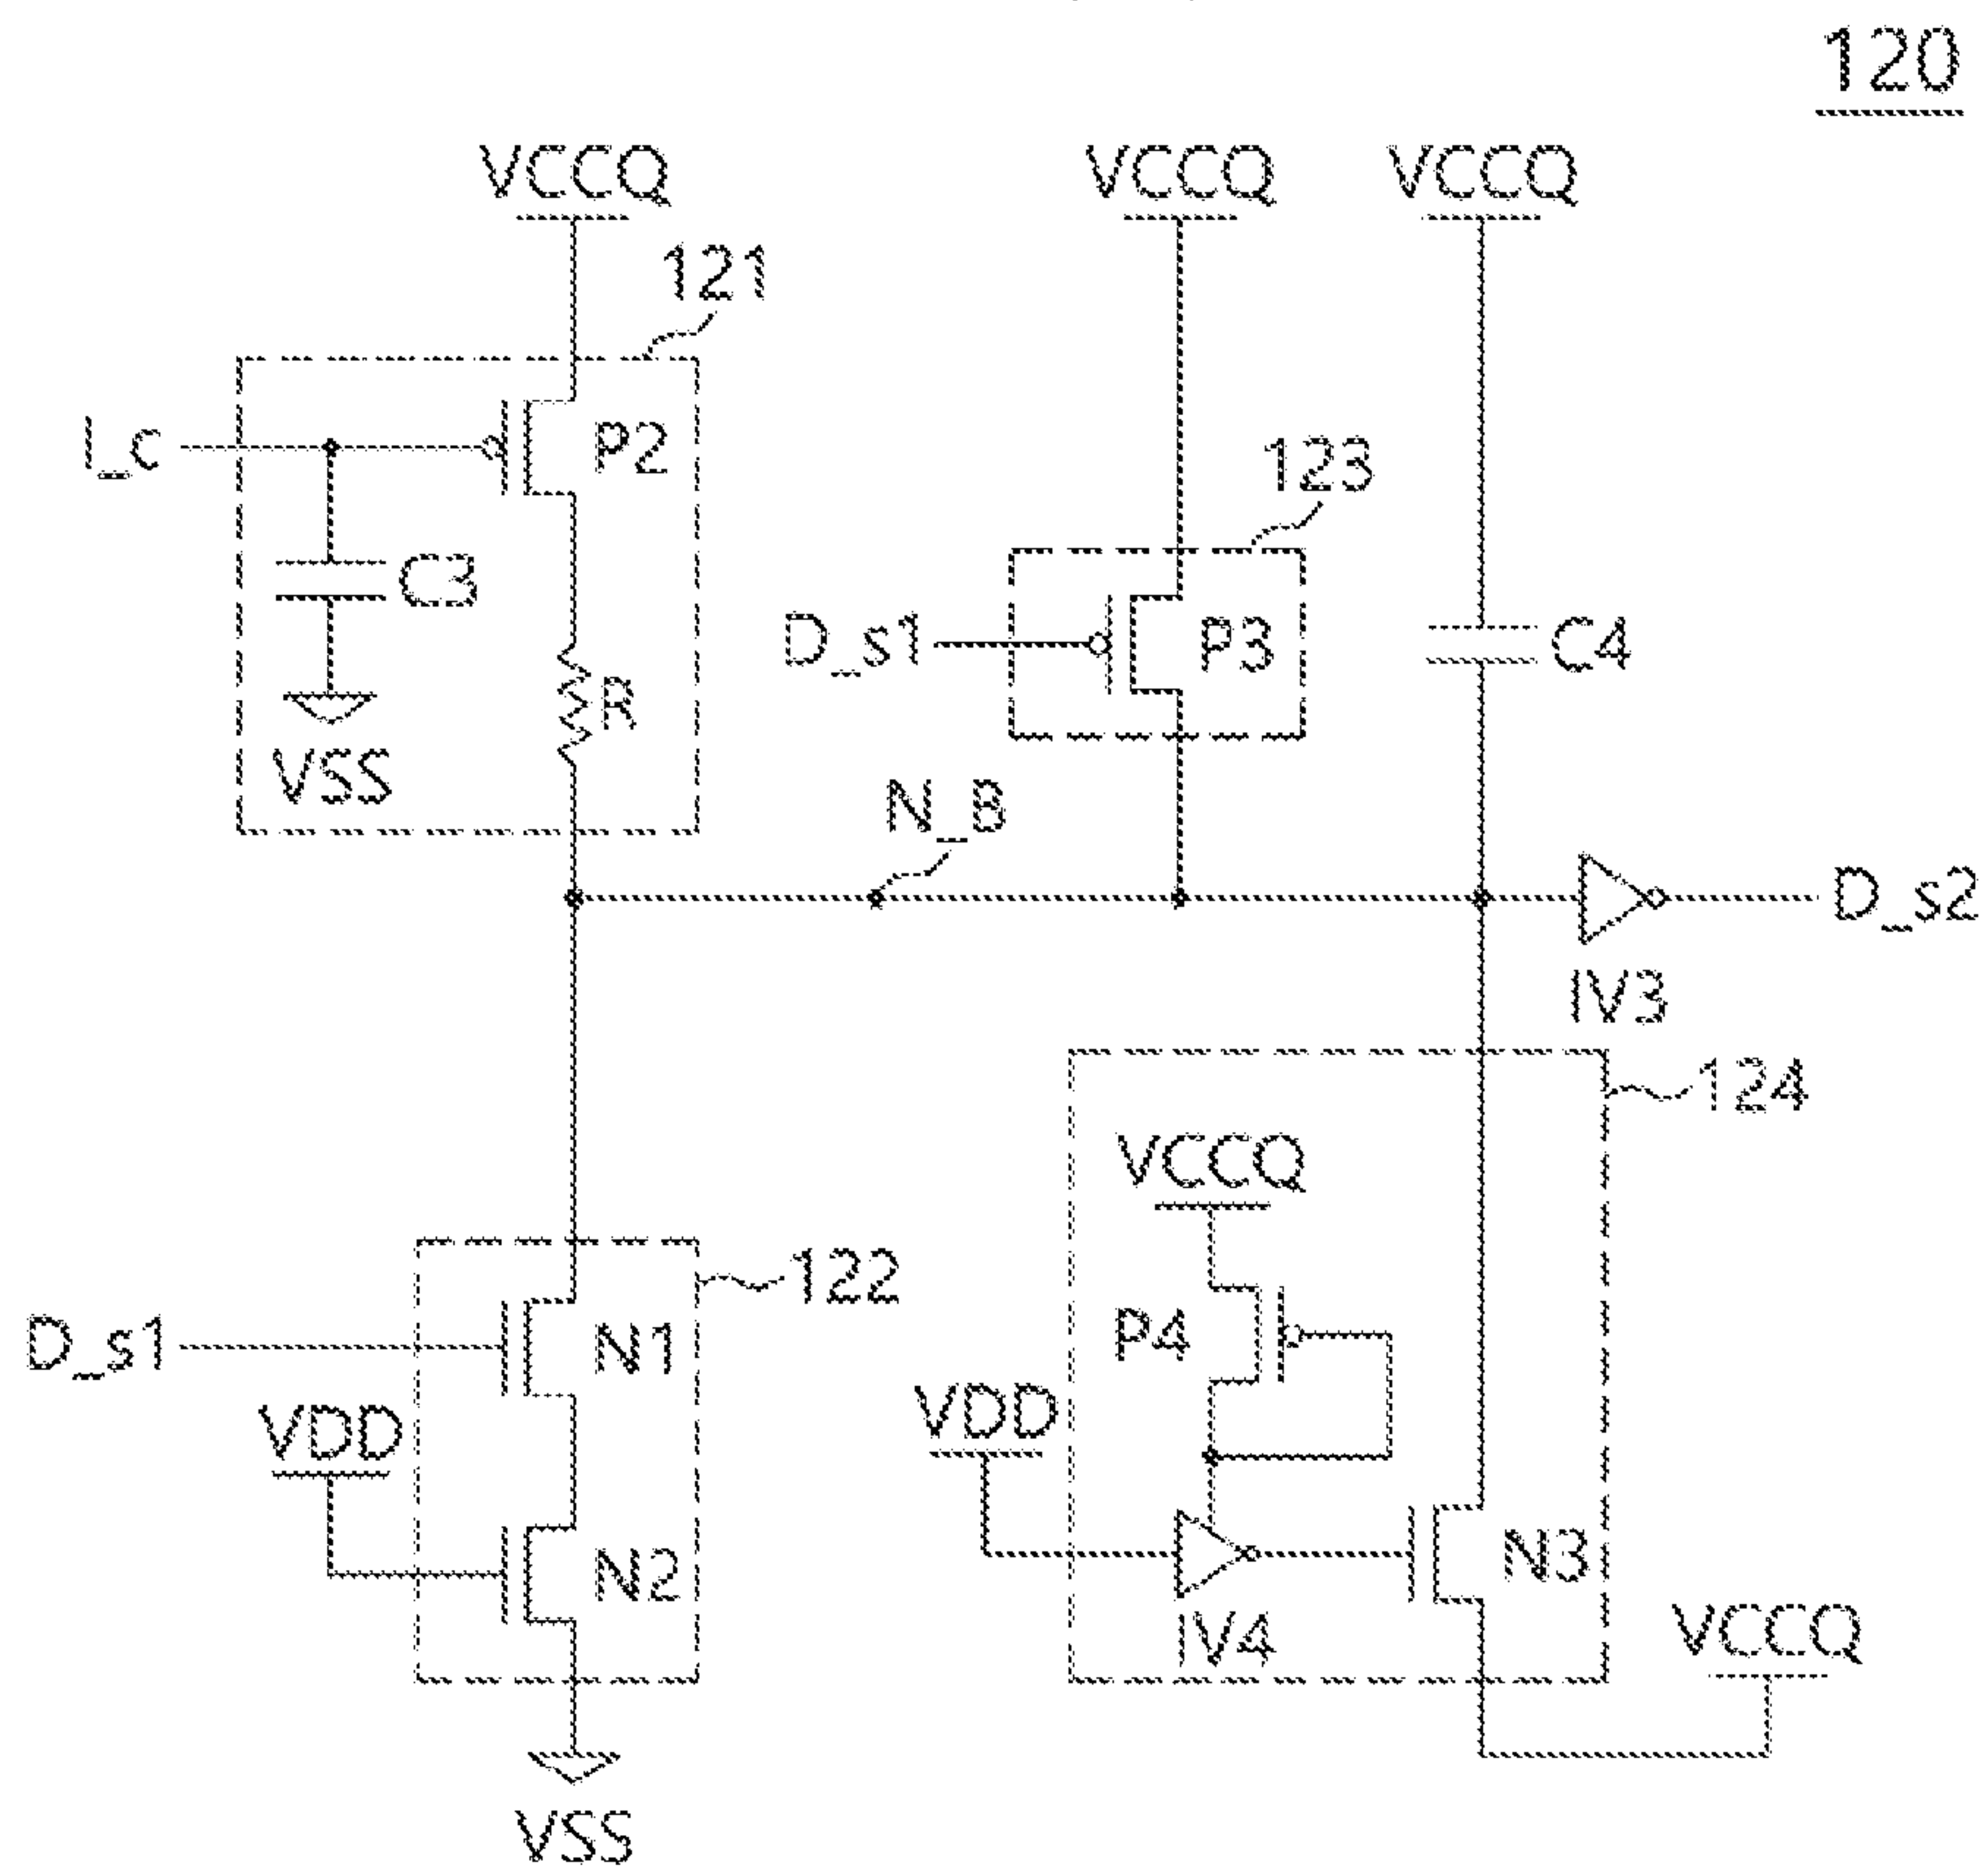 120
VCCQ
VCCQ
VCCQ
121
I_c
P2
123
C3
D_s1
P3
C4
R
VSS
N_B
D_s2
IV3
124
VCCQ
122
D_s1
N1
P4
VDD
VDD
N2
N3
IV4
VCCQ
VSS